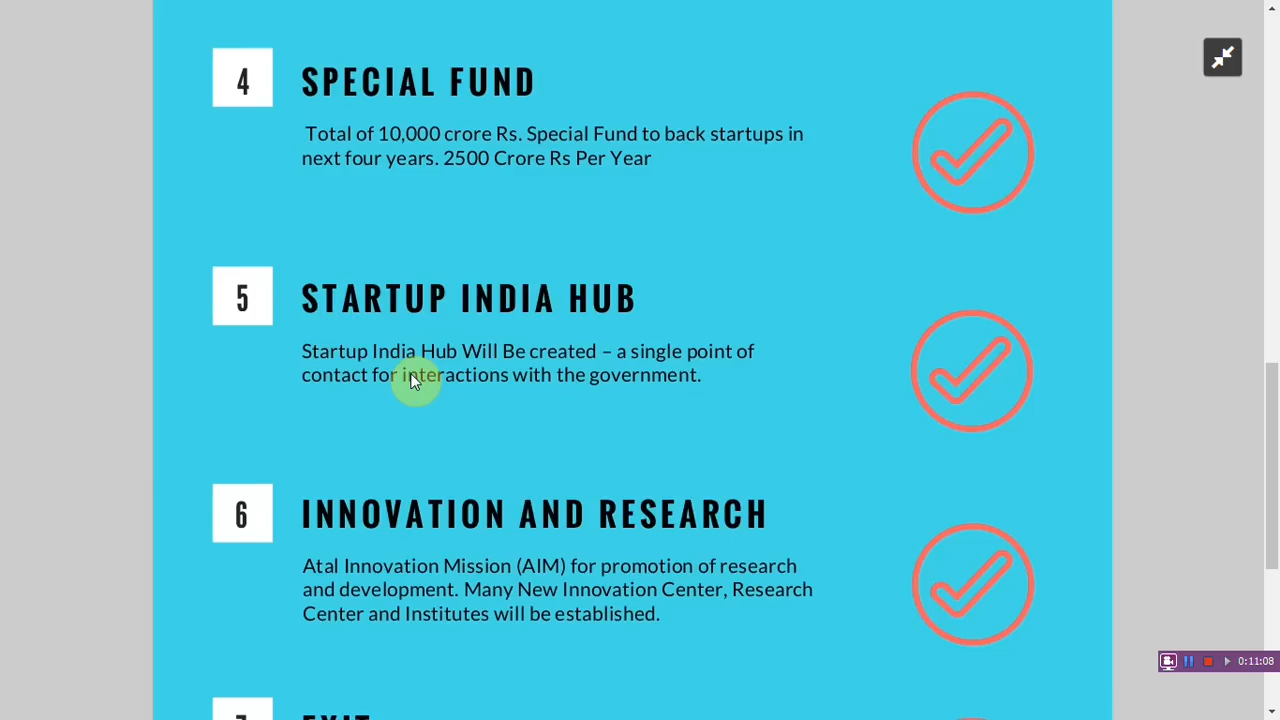 4
SPECIAL FUND
Total of 10,000 crore Rs. Special Fund to back startups in
next four years. 2500 Crore Rs Per Year
5
STARTUP INDIA HUB
Startup India Hub Will Be created – a single point of
contact for interactions with the government.
6
INNOVATION AND RESEARCH
Atal Innovation Mission (AIM) for promotion of research
and development. Many New Innovation Center, Research
Center and Institutes will be established.
0:11:08
7
EXIT